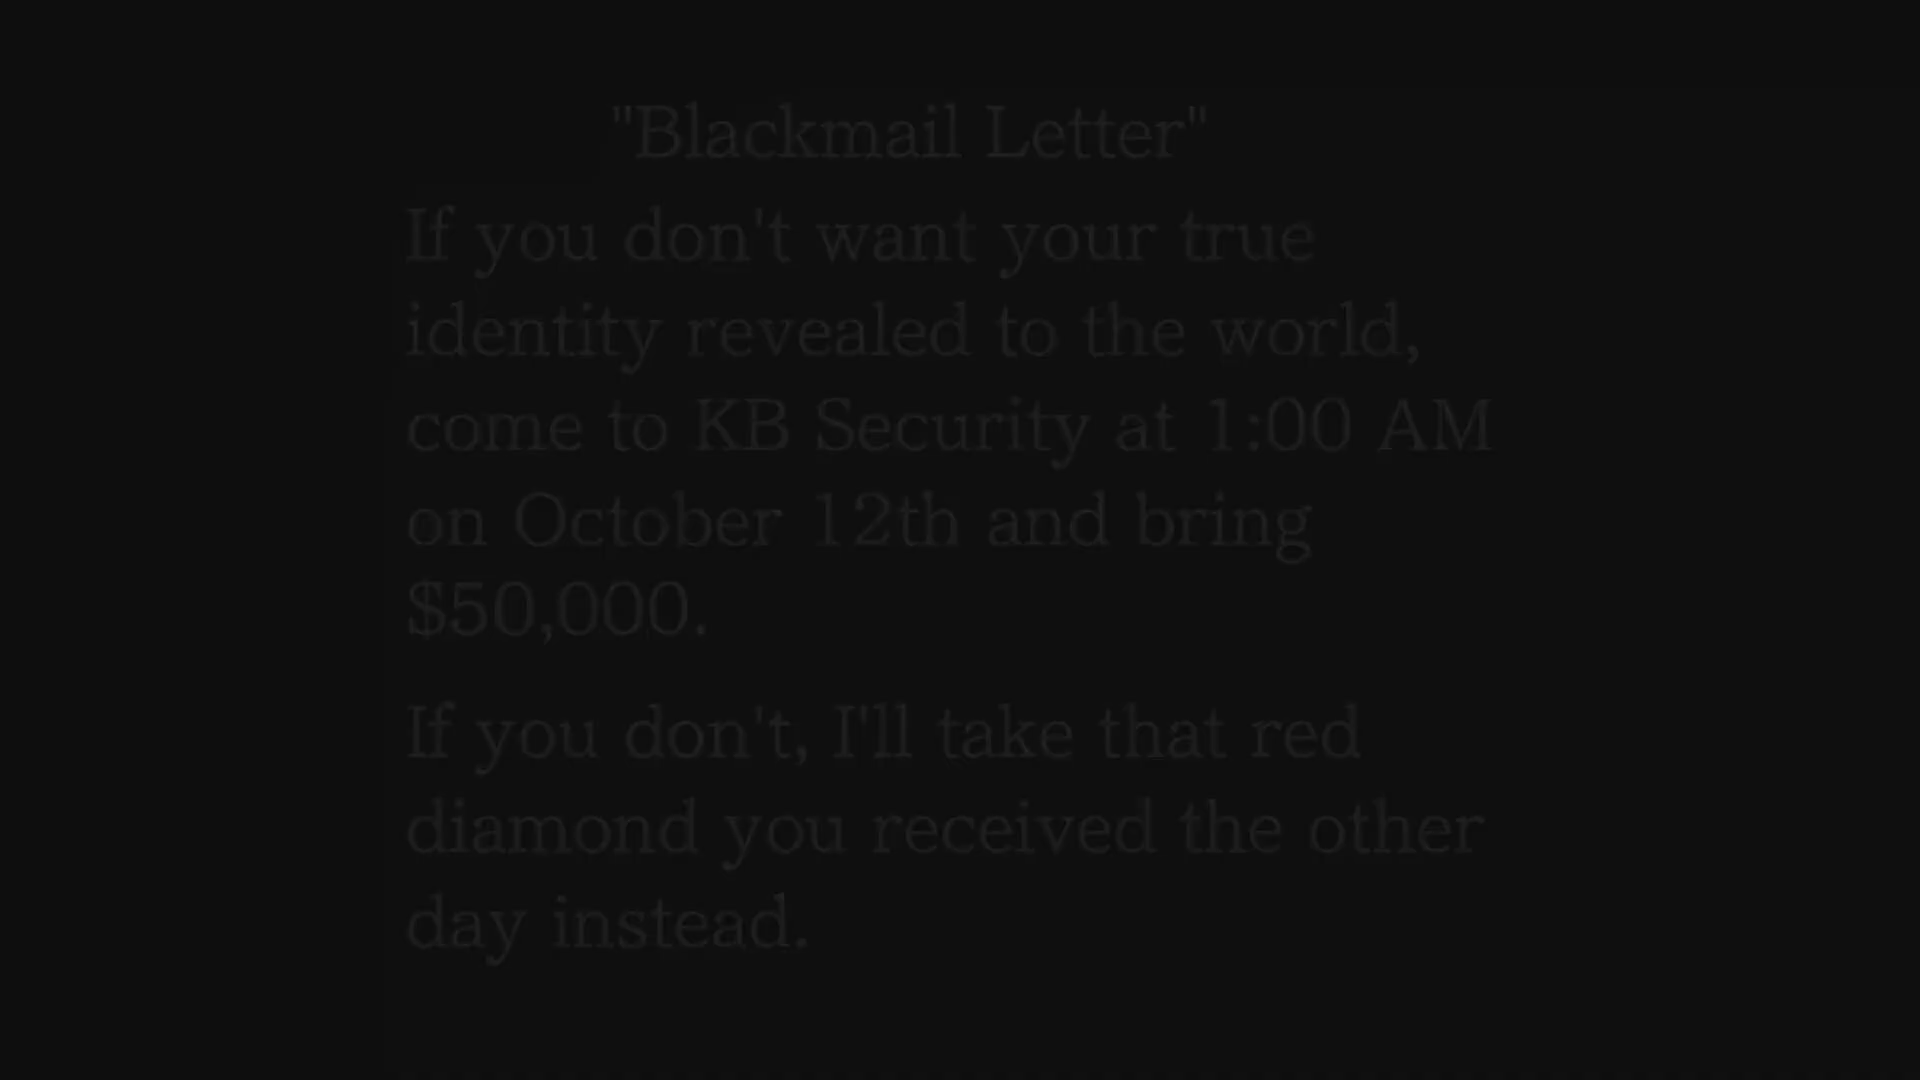 "Blackmail Letter"
If you don't want your true
identity revealed to the world,
come to KB Security at 1:00 AM
on October 12th and bring
$50,000.
If you don't, I'll take that red
diamond you received the other
day instead.